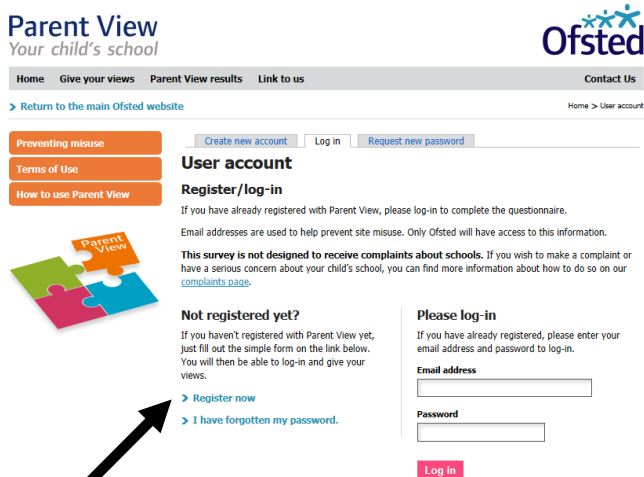 Parent View
Your child's school
Ofsted
Home Give your views Parent View results Link to us Contact Us
> Return to the main Ofsted website
Home > User account
Preventing misuse
Terms of Use
How to use Parent View
Parent
View
Create new account Log in Request new password
User account
Register/log-in
If you have already registered with Parent View, please log-in to complete the questionnaire.
Email addresses are used to help prevent site misuse. Only Ofsted will have access to this information.
This survey is not designed to receive complaints about schools. If you wish to make a complaint or
have a serious concern about your child's school, you can find more information about how to do so on our
complaints page.
Not registered yet?
If you haven't registered with Parent View yet,
just fill out the simple form on the link below.
You will then be able to log-in and give your
views.
> Register now
> I have forgotten my password.
Please log-in
If you have already registered, please enter your
email address and password to log-in.
Email address
Password
Log in